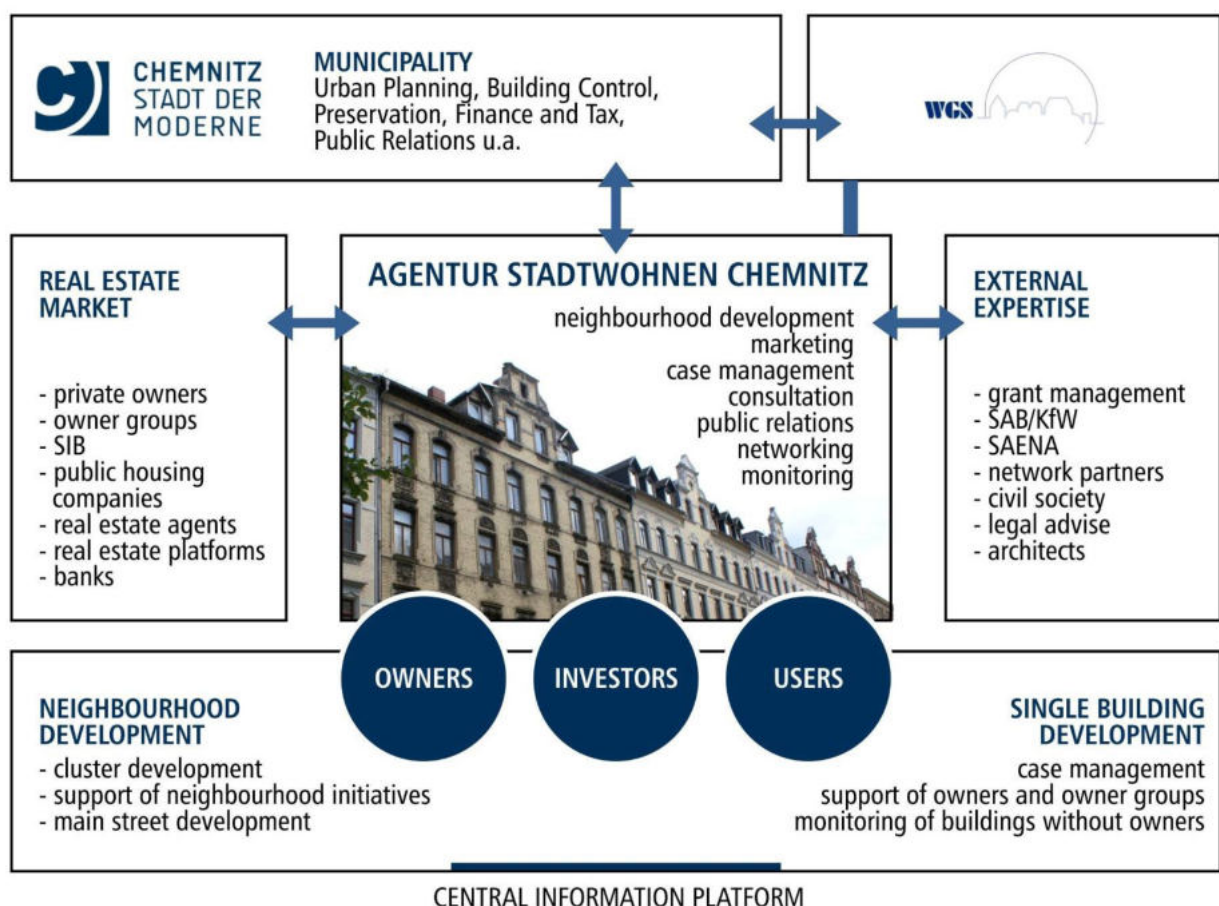 CHEMNITZ
STADT DER
MODERNE
MUNICIPALITY
Urban Planning, Building Control,
Preservation, Finance and Tax,
Public Relations u.a.
WGS
REAL ESTATE
MARKET
- private owners
- owner groups
- SIB
- public housing
companies
- real estate agents
- real estate platforms
- banks
AGENTUR STADTWOHNEN CHEMNITZ
neighbourhood development
marketing
case management
consultation
public relations
networking
monitoring
EXTERNAL
EXPERTISE
- grant management
- SAB/KfW
- SAENA
- network partners
- civil society
- legal advise
- architects
OWNERS
INVESTORS
USERS
NEIGHBOURHOOD
DEVELOPMENT
- cluster development
- support of neighbourhood initiatives
- main street development
SINGLE BUILDING
DEVELOPMENT
case management
support of owners and owner groups
monitoring of buildings without owners
CENTRAL INFORMATION PLATFORM